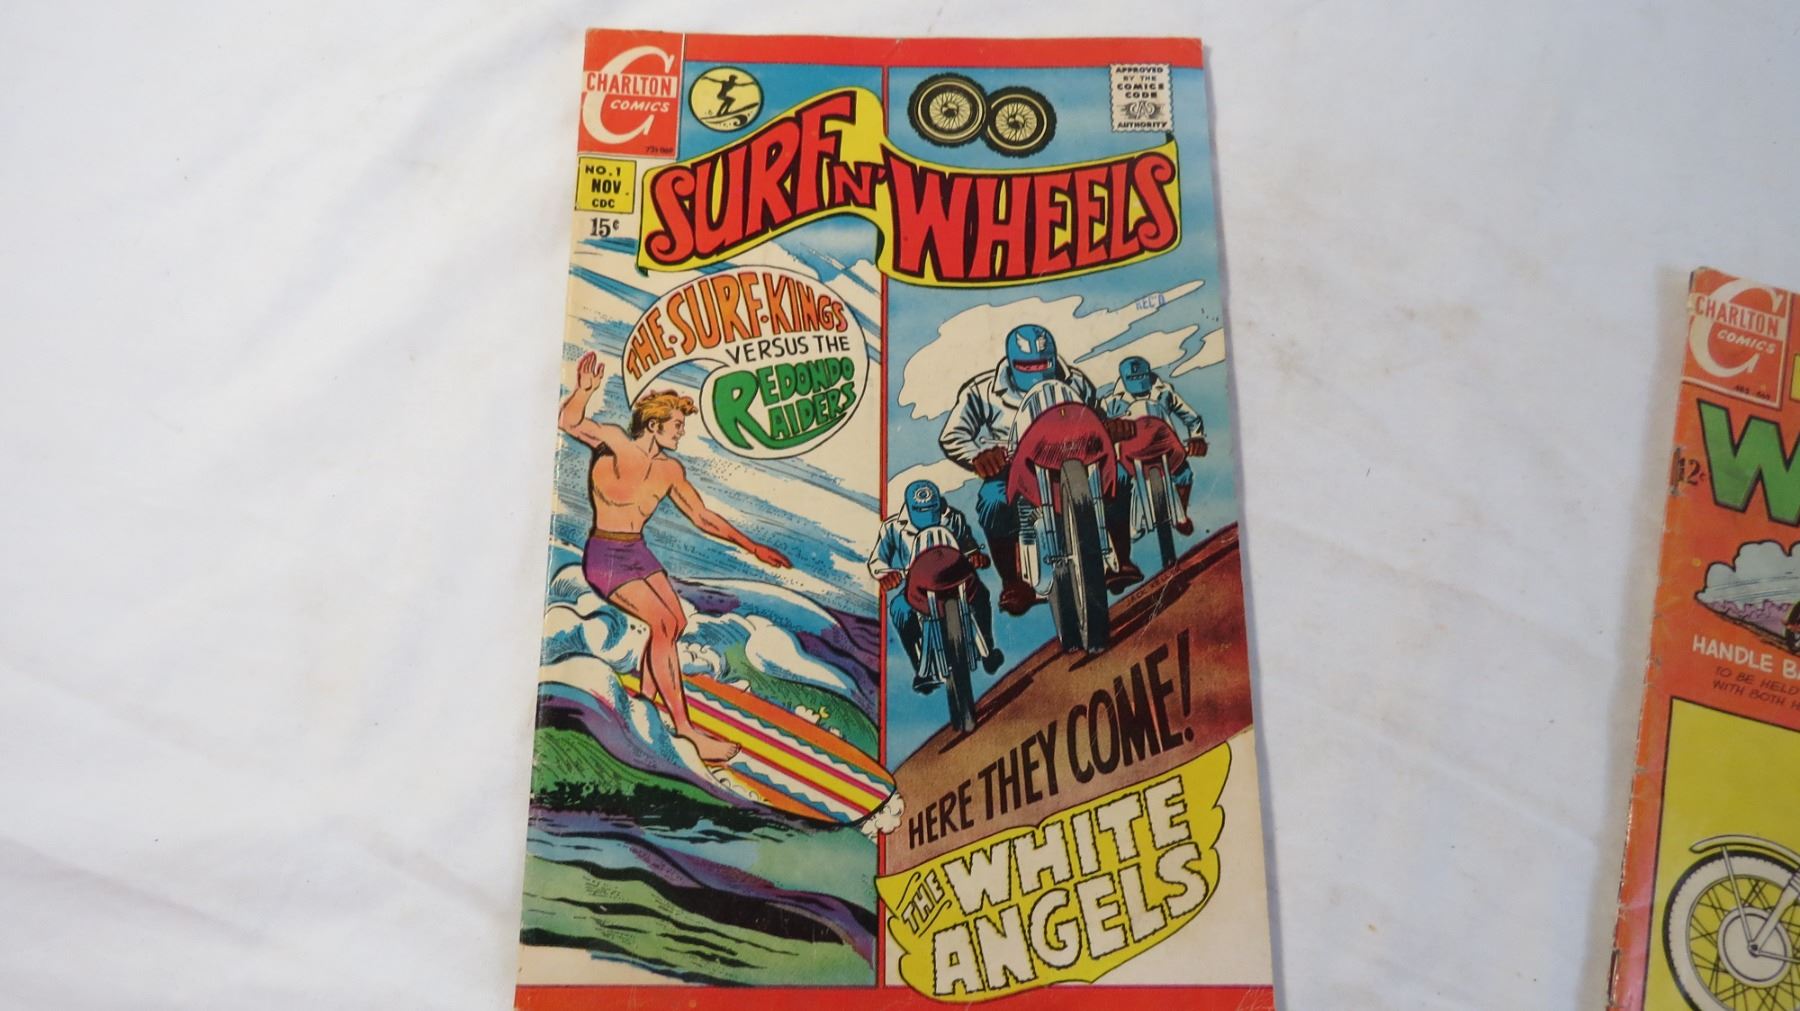 CHARLTON
COMICS
NO. 1
NOV.
CDC
15¢
APPROVED
BY THE
COMICS
CODE
AUTHORITY
SURF N' WHEELS
THE SURF-KINGS
VERSUS THE
REDONDO
RAIDERS
HERE THEY COME!
THE WHITE
ANGELS
CHARLTON
COMICS
12¢
W
HANDLE BA
TO BE HELD
WITH BOTH H